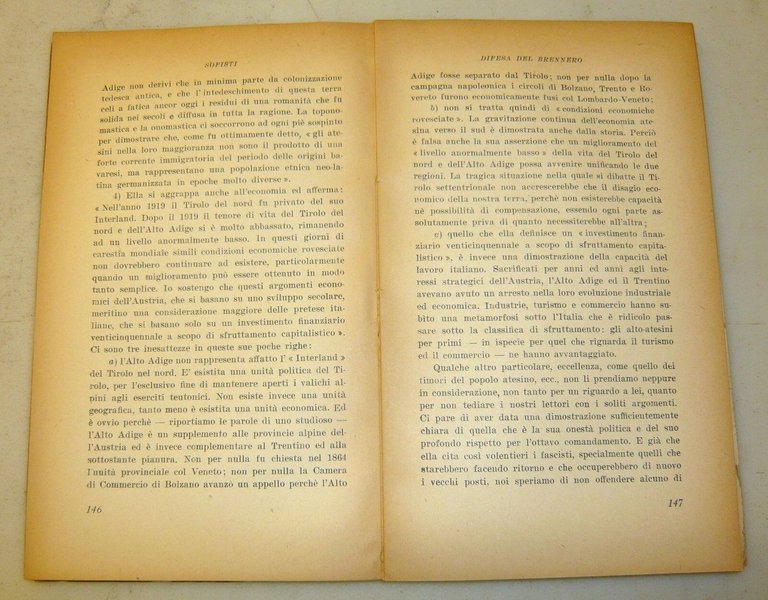 SOFISTI
Adige non derivi che in minima parte da colonizzazione
tedesca antica, e che l'intedeschimento di questa terra
celi a fatica ancor oggi i residui di una romanità che fu
solida nei secoli e diffusa in tutta la ragione. La topono-
mastica e la onomastica ci soccorrono ad ogni piè sospinto
per dimostrare che, come fu ottimamente detto, « gli ate-
sini nella loro maggioranza non sono il prodotto di una
forte corrente immigratoria del periodo delle origini ba-
varesi, ma rappresentano una popolazione etnica neo-la-
tina germanizzata in epoche molto diverse ».
4) Ella si aggrappa anche all'economia ed afferma:
« Nell'anno 1919 il Tirolo del nord fu privato del suo
Interland. Dopo il 1919 il tenore di vita del Tirolo del
nord e dell'Alto Adige si è molto abbassato, rimanendo
ad un livello anormalmente basso. In questi giorni di
carestia mondiale simili condizioni economiche rovesciate
non dovrebbero continuare ad esistere, particolarmente
quando un miglioramento può essere ottenuto in modo
tanto semplice. Io sostengo che questi argomenti econo-
mici dell'Austria, che si basano su uno sviluppo secolare,
meritino una considerazione maggiore delle pretese ita-
liane, che si basano solo su un investimento finanziario
venticinquennale a scopo di sfruttamento capitalistico ».
Ci sono tre inesattezze in queste sue poche righe:
a) l'Alto Adige non rappresenta affatto l' « Interland »
del Tirolo nel nord. E' esistita una unità politica del Ti-
rolo, per l'esclusivo fine di mantenere aperti i valichi al-
pini agli eserciti teutonici. Non esiste invece una unità
geografica, tanto meno è esistita una unità economica. Ed
è ovvio perchè — riportiamo le parole di uno studioso —
l'Alto Adige è un supplemento alle provincie alpine del-
l'Austria ed è invece complementare al Trentino ed alla
sottostante pianura. Non per nulla fu chiesta nel 1864
l'unità provinciale col Veneto; non per nulla la Camera
di Commercio di Bolzano avanzò un appello perchè l'Alto
146
DIFESA DEL BRENNERO
Adige fosse separato dal Tirolo; non per nulla dopo la
campagna napoleonica i circoli di Bolzano, Trento e Ro-
vereto furono economicamente fusi col Lombardo-Veneto;
b) non si tratta quindi di « condizioni economiche
rovesciate ». La gravitazione continua dell'economia ate-
sina verso il sud è dimostrata anche dalla storia. Perciò
è falsa anche la sua asserzione che un miglioramento del
« livello anormalmente basso » della vita del Tirolo del
nord e dell'Alto Adige possa avvenire unificando le due
regioni. La tragica situazione nella quale si dibatte il Ti-
rolo settentrionale non accrescerebbe che il disagio eco-
nomico della nostra terra, perchè non esisterebbe capacità
nè possibilità di compensazione, essendo ogni parte as-
solutamente priva di quanto necessiterebbe all'altra;
c) quello che ella definisce un « investimento finan-
ziario venticinquennale a scopo di sfruttamento capita-
listico », è invece una dimostrazione della capacità del
lavoro italiano. Sacrificati per anni ed anni agli inte-
ressi strategici dell'Austria, l'Alto Adige ed il Trentino
avevano avuto un arresto nella loro evoluzione industriale
ed economica. Industrie, turismo e commercio hanno su-
bito una metamorfosi sotto l'Italia che è ridicolo pas-
sare sotto la classifica di sfruttamento: gli alto-atesini
per primi — in ispecie per quel che riguarda il turismo
ed il commercio — ne hanno avvantaggiato.
Qualche altro particolare, eccellenza, come quello dei
timori del popolo atesino, ecc., non li prendiamo neppure
in considerazione, non tanto per un riguardo a lei, quanto
per non tediare i nostri lettori con i soliti argomenti.
Ci pare di aver data una dimostrazione sufficientemente
chiara di quella che è la sua onestà politica e del suo
profondo rispetto per l'ottavo comandamento. E già che
ella cita così volentieri i fascisti, specialmente quelli che
starebbero facendo ritorno e che occuperebbero di nuovo
i vecchi posti, noi speriamo di non offendere alcuno di
147